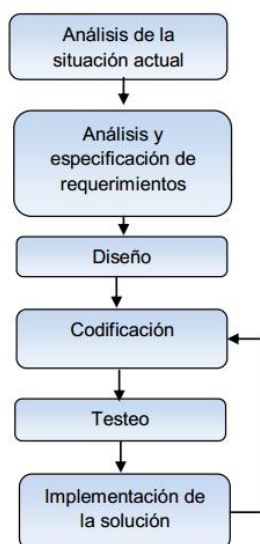 Análisis de la
situación actual
Análisis y
especificación de
requerimientos
Diseño
Codificación
Testeo
Implementación de
la solución